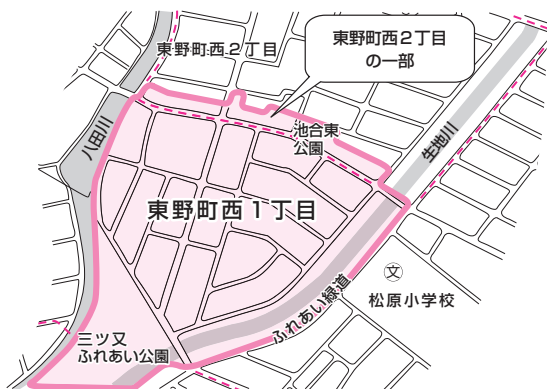 東野町西2丁目
東野町西2丁目
の一部
八田川
池合東
公園
生地川
東野町西1丁目
文
松原小学校
ふれあい緑道
三ツ又
ふれあい公園